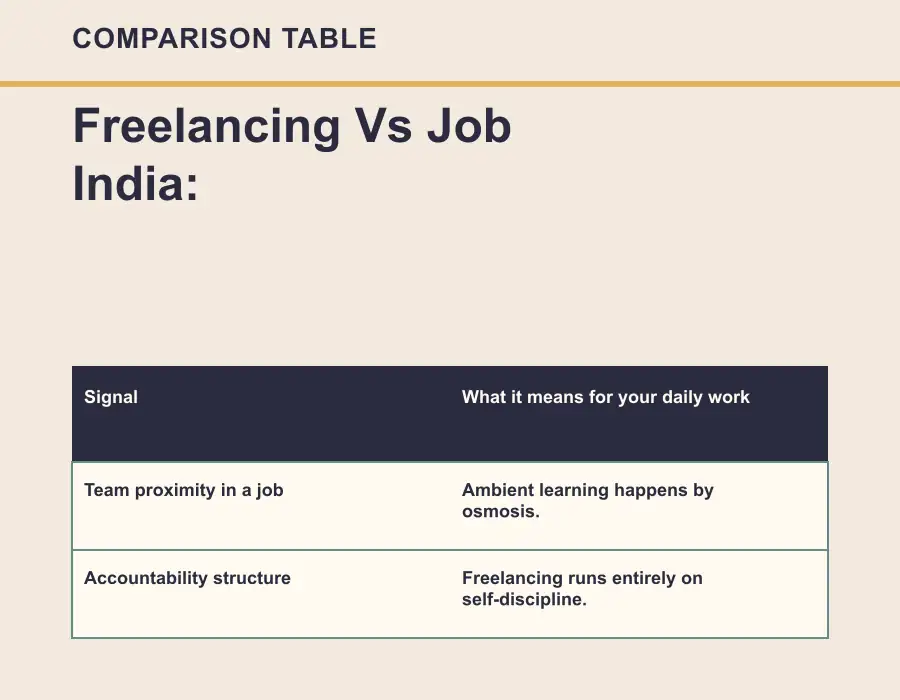 COMPARISON TABLE
Freelancing Vs Job
India:
Signal
What it means for your daily work
Team proximity in a job
Ambient learning happens by
osmosis.
Accountability structure
Freelancing runs entirely on
self-discipline.